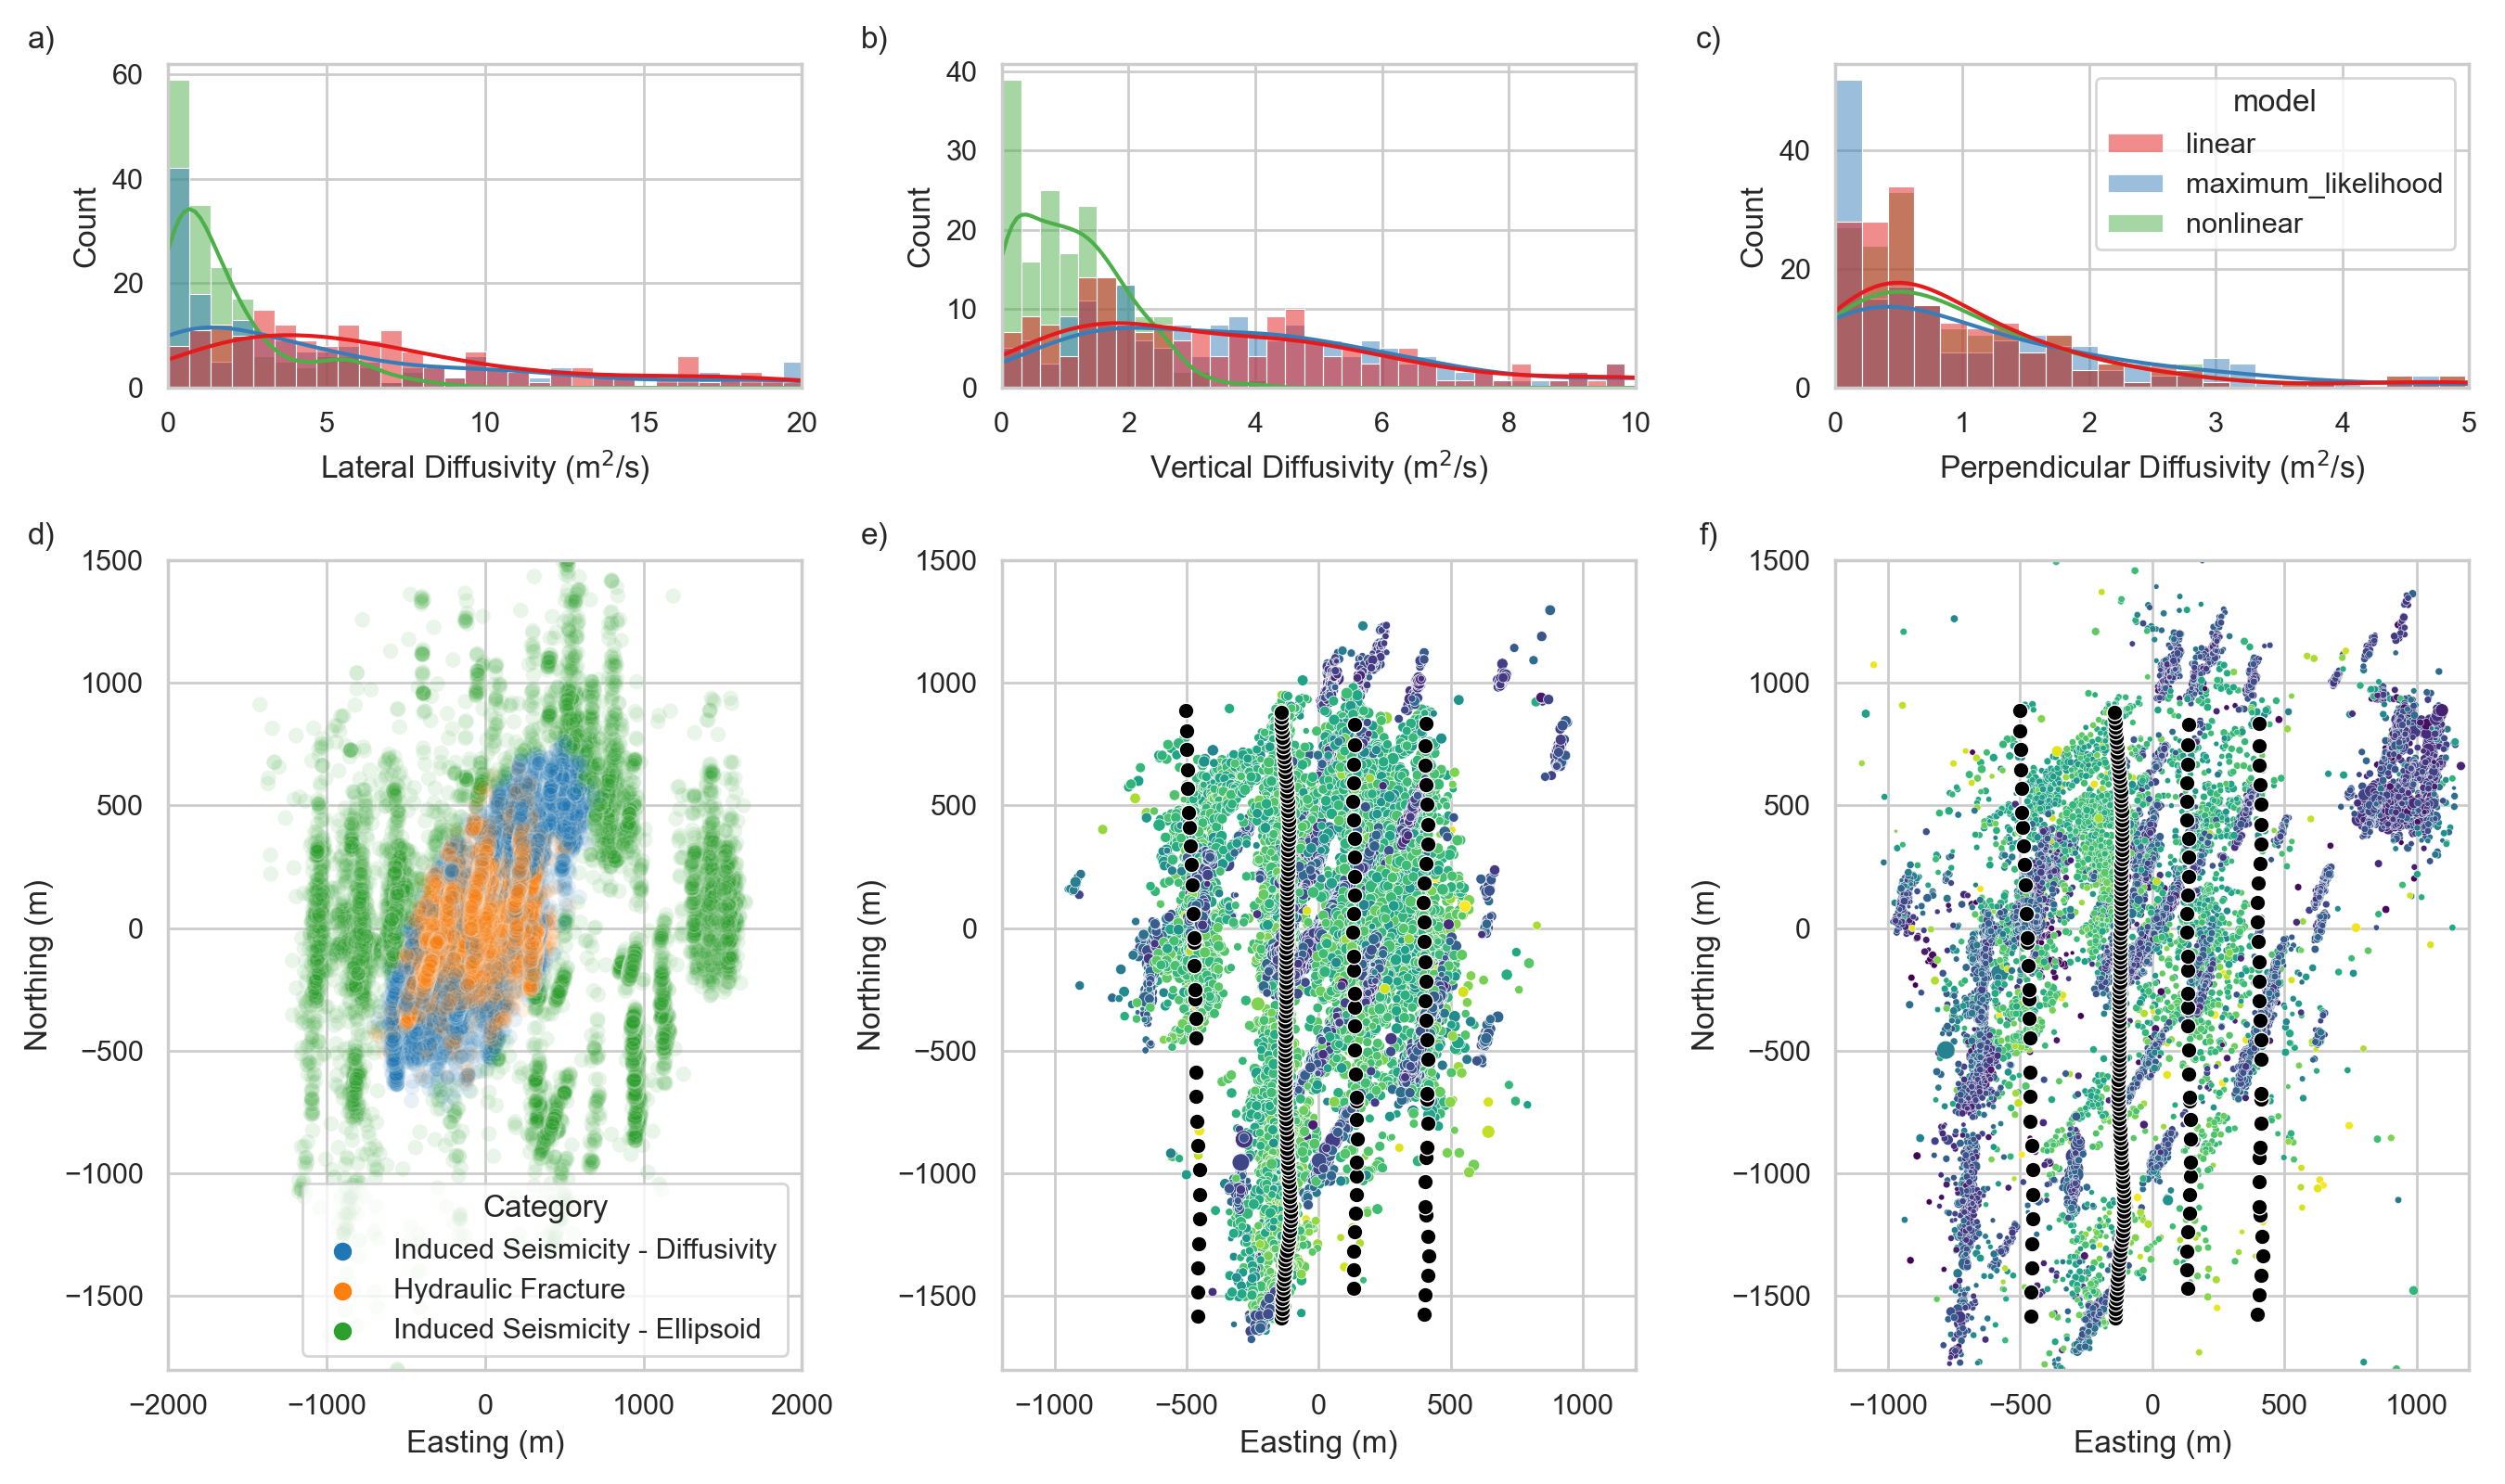 a)
60
40
20
0
Count
0 5 10 15 20
Lateral Diffusivity (m²/s)
b)
40
30
20
10
0
Count
0 2 4 6 8 10
Vertical Diffusivity (m²/s)
c)
40
20
0
Count
model
linear
maximum_likelihood
nonlinear
0 1 2 3 4 5
Perpendicular Diffusivity (m²/s)
d)
1500
1000
500
0
−500
−1000
−1500
Northing (m)
Category
Induced Seismicity - Diffusivity
Hydraulic Fracture
Induced Seismicity - Ellipsoid
−2000 −1000 0 1000 2000
Easting (m)
e)
1500
1000
500
0
−500
−1000
−1500
Northing (m)
−1000 −500 0 500 1000
Easting (m)
f)
1500
1000
500
0
−500
−1000
−1500
Northing (m)
−1000 −500 0 500 1000
Easting (m)